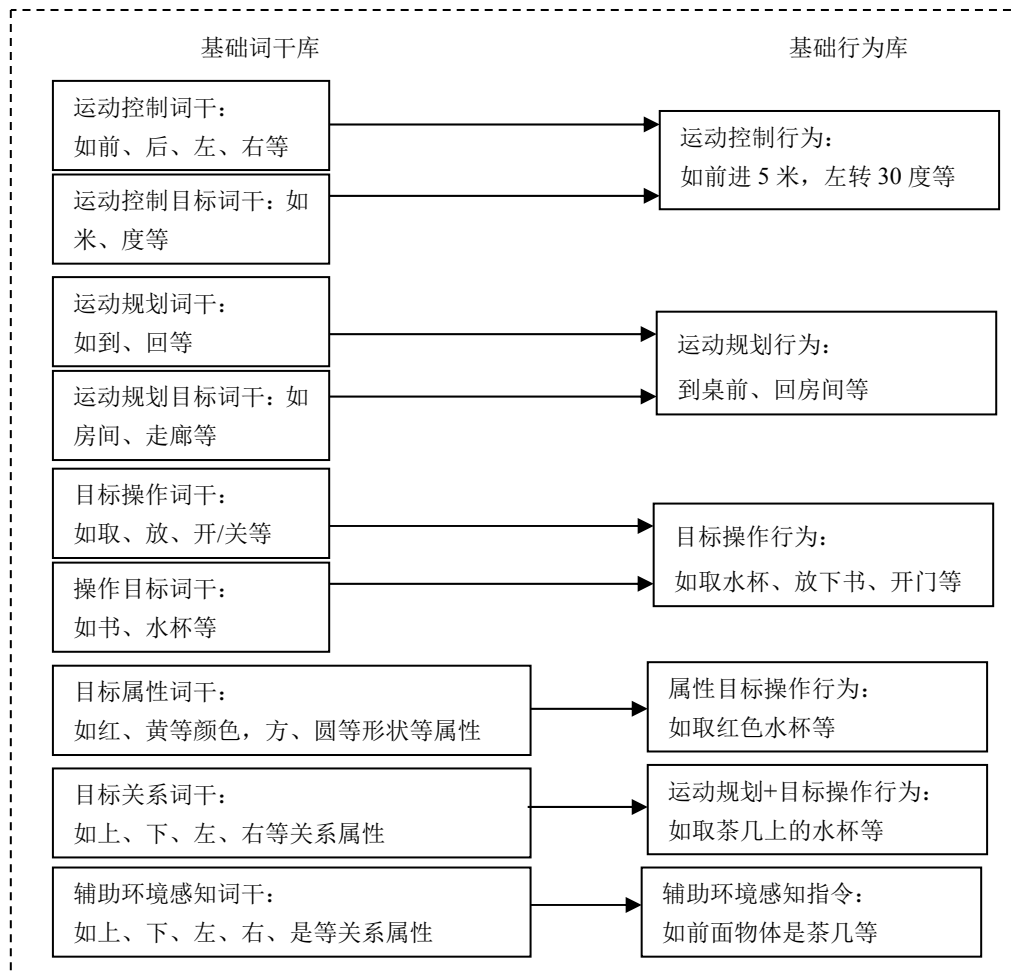 基础词干库
基础行为库
运动控制词干：
如前、后、左、右等
运动控制目标词干：如
米、度等
运动控制行为：
如前进 5 米，左转 30 度等
运动规划词干：
如到、回等
运动规划目标词干：如
房间、走廊等
运动规划行为：
到桌前、回房间等
目标操作词干：
如取、放、开/关等
操作目标词干：
如书、水杯等
目标操作行为：
如取水杯、放下书、开门等
目标属性词干：
如红、黄等颜色，方、圆等形状等属性
属性目标操作行为：
如取红色水杯等
目标关系词干：
如上、下、左、右等关系属性
运动规划+目标操作行为：
如取茶几上的水杯等
辅助环境感知词干：
如上、下、左、右、是等关系属性
辅助环境感知指令：
如前面物体是茶几等